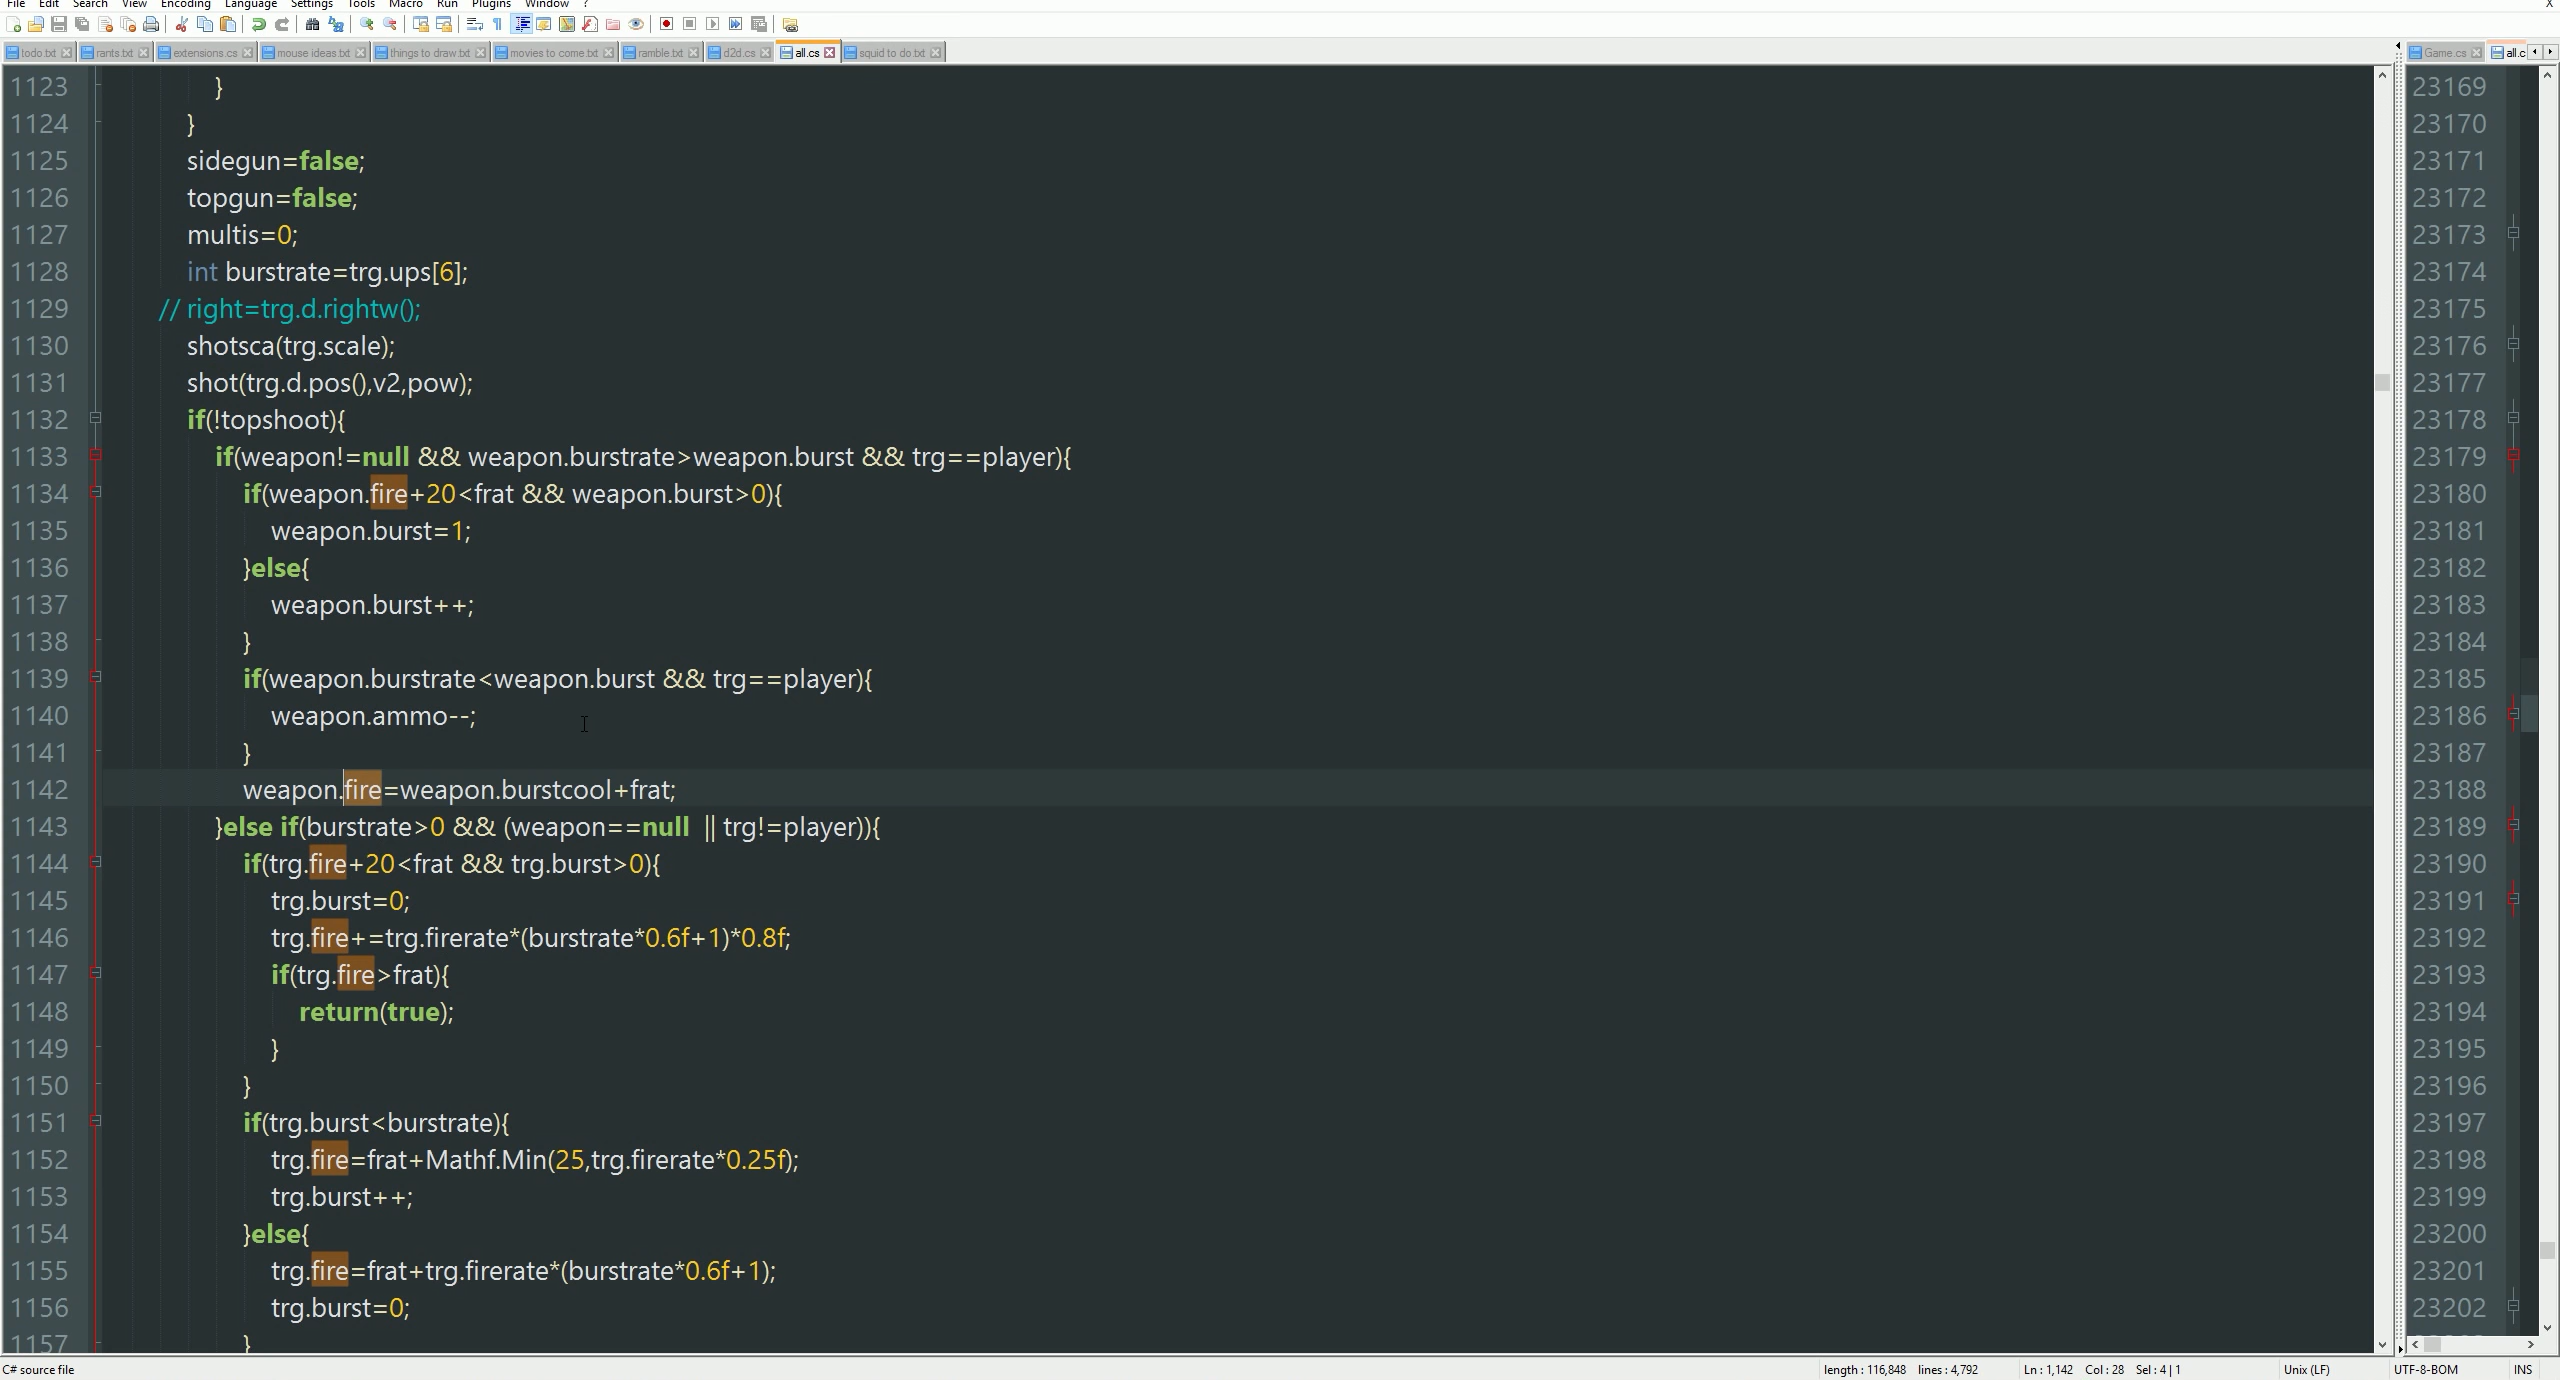 File Edit Search View Encoding Language Settings Tools Macro Run Plugins Window ? X
todo.txt rants.txt extensions.cs mouse ideas.txt things to draw.txt movies to come.txt ramble.txt d2d.cs all.cs squid to do.txt Game.cs all.c
1123 }
1124 }
1125 sidegun=false;
1126 topgun=false;
1127 multis=0;
1128 int burstrate=trg.ups[6];
1129 // right=trg.d.rightw();
1130 shotsca(trg.scale);
1131 shot(trg.d.pos(),v2,pow);
1132 if(!topshoot){
1133 if(weapon!=null && weapon.burstrate>weapon.burst && trg==player){
1134 if(weapon.fire+20<frat && weapon.burst>0){
1135 weapon.burst=1;
1136 }else{
1137 weapon.burst++;
1138 }
1139 if(weapon.burstrate<weapon.burst && trg==player){
1140 weapon.ammo--;
1141 }
1142 weapon.fire=weapon.burstcool+frat;
1143 }else if(burstrate>0 && (weapon==null || trg!=player)){
1144 if(trg.fire+20<frat && trg.burst>0){
1145 trg.burst=0;
1146 trg.fire+=trg.firerate*(burstrate*0.6f+1)*0.8f;
1147 if(trg.fire>frat){
1148 return(true);
1149 }
1150 }
1151 if(trg.burst<burstrate){
1152 trg.fire=frat+Mathf.Min(25,trg.firerate*0.25f);
1153 trg.burst++;
1154 }else{
1155 trg.fire=frat+trg.firerate*(burstrate*0.6f+1);
1156 trg.burst=0;
1157 }
23169
23170
23171
23172
23173
23174
23175
23176
23177
23178
23179
23180
23181
23182
23183
23184
23185
23186
23187
23188
23189
23190
23191
23192
23193
23194
23195
23196
23197
23198
23199
23200
23201
23202
C# source file length : 116,848 lines : 4,792 Ln : 1,142 Col : 28 Sel : 4 | 1 Unix (LF) UTF-8-BOM INS